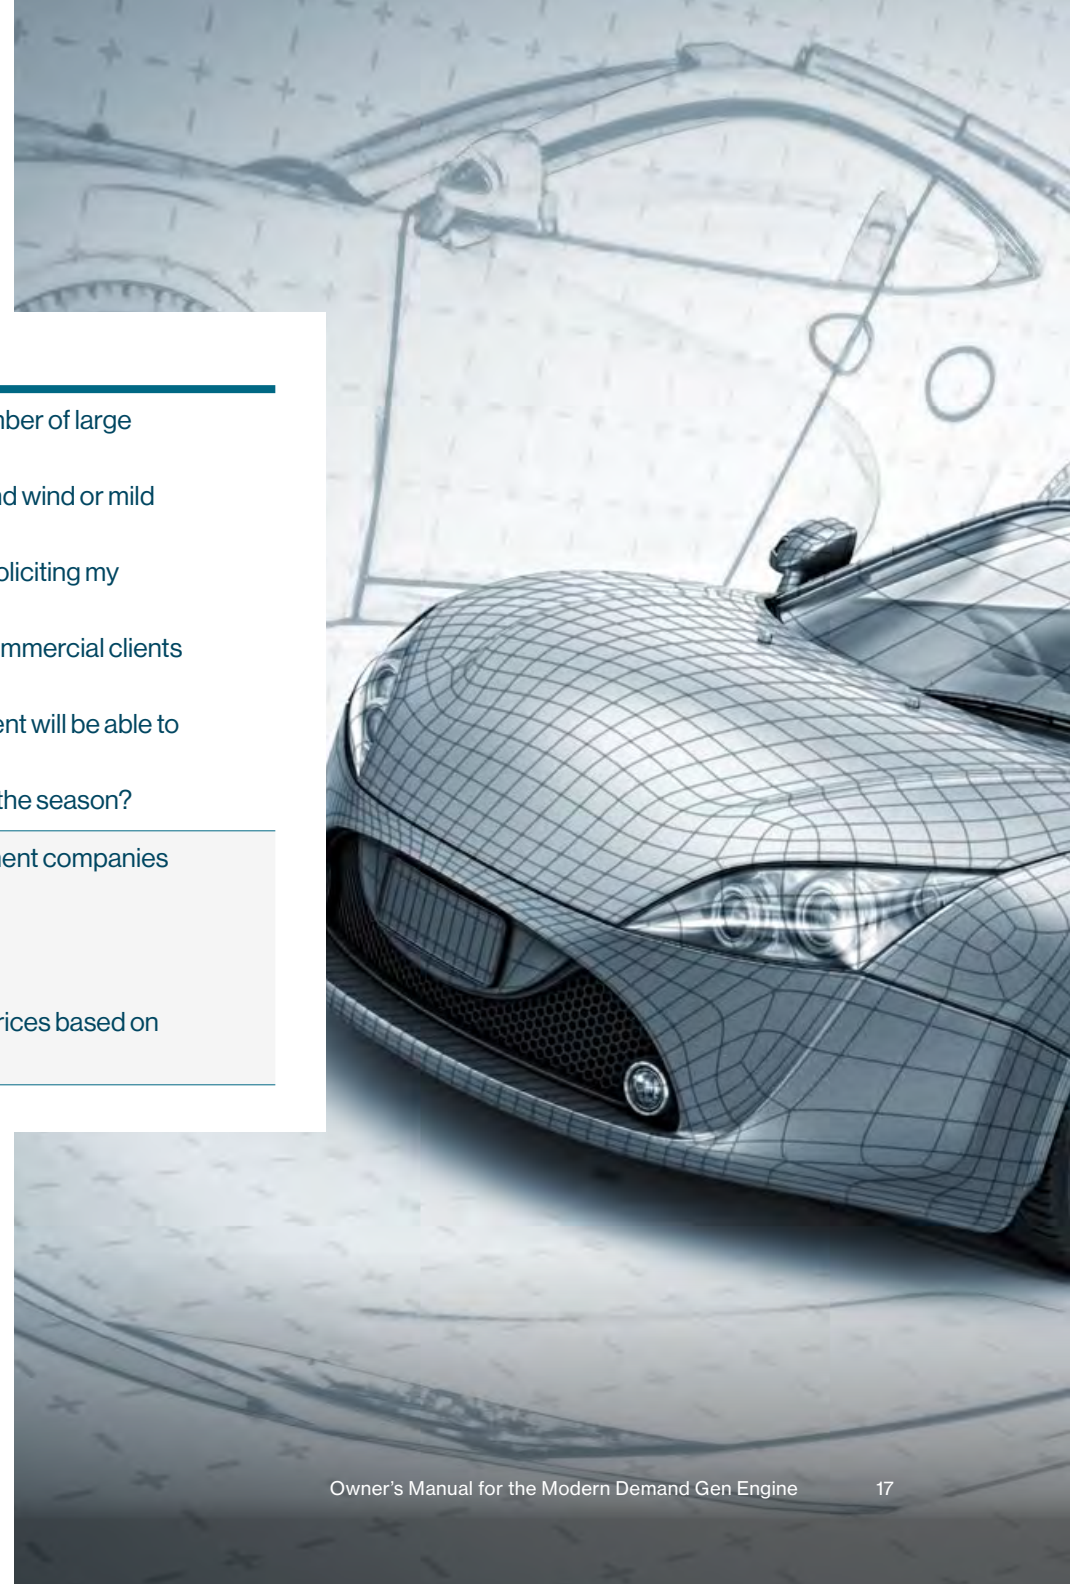 ber of large
d wind or mild
oliciting my
mmercial clients
ent will be able to
the season?
ent companies
rices based on
Owner's Manual for the Modern Demand Gen Engine 17